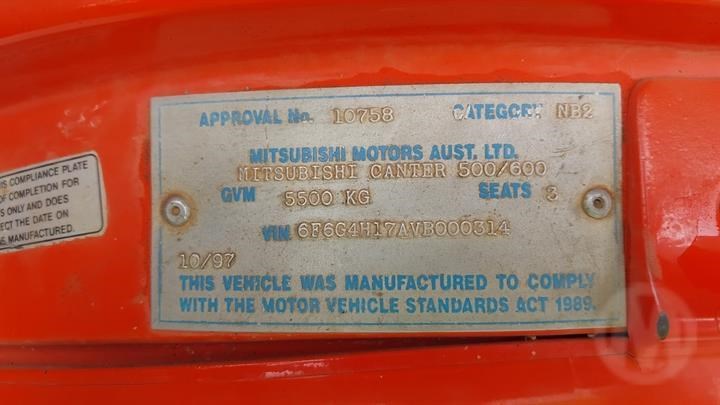 APPROVAL No. 10758 CATEGORY NB2
MITSUBISHI MOTORS AUST. LTD.
MITSUBISHI CANTER 500/600
GVM 5500 KG SEATS 3
VIN 6F6G4H17AVB000314
10/97
THIS VEHICLE WAS MANUFACTURED TO COMPLY
WITH THE MOTOR VEHICLE STANDARDS ACT 1989.
COMPLIANCE PLATE
OF COMPLETION FOR
ONLY AND DOES
THE DATE ON
MANUFACTURED.